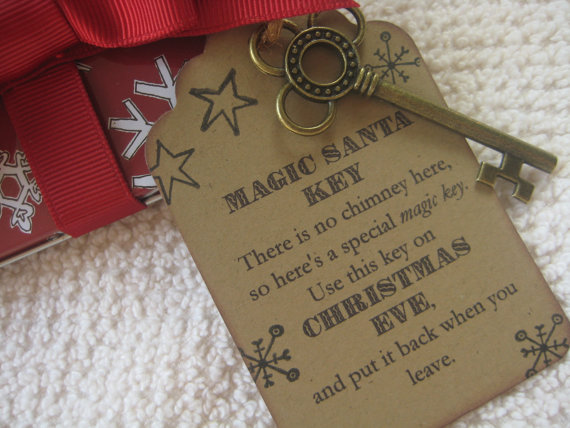 MAGIC SANTA
KEY
There is no chimney here,
so here's a special magic key.
Use this key on
CHRISTMAS
EVE,
and put it back when you
leave.